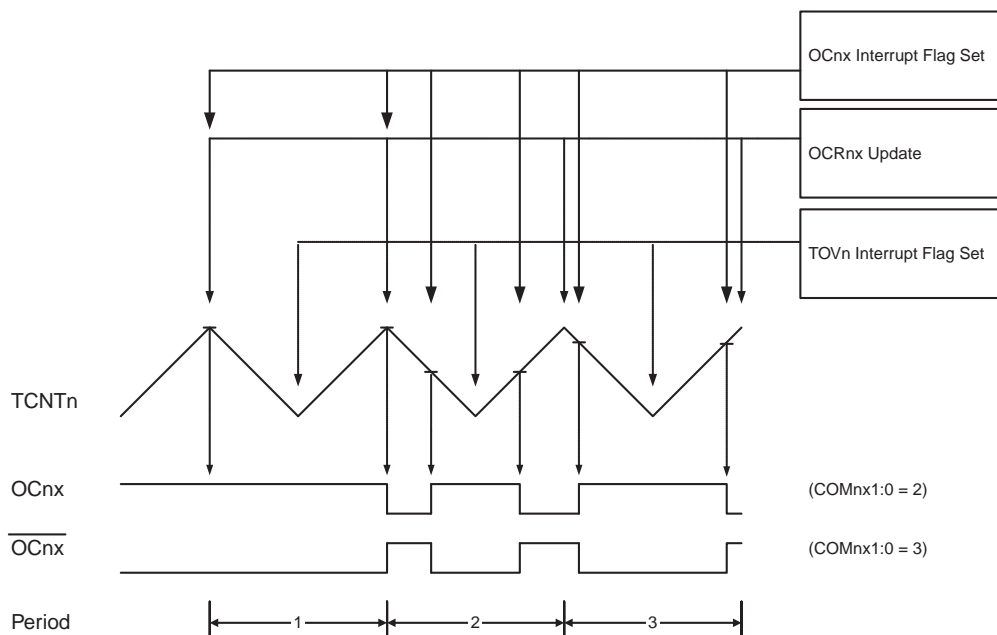 OCnx Interrupt Flag Set
OCRnx Update
TOVn Interrupt Flag Set
TCNTn
OCnx
(COMnx1:0 = 2)
OCnx
(COMnx1:0 = 3)
Period
1
2
3